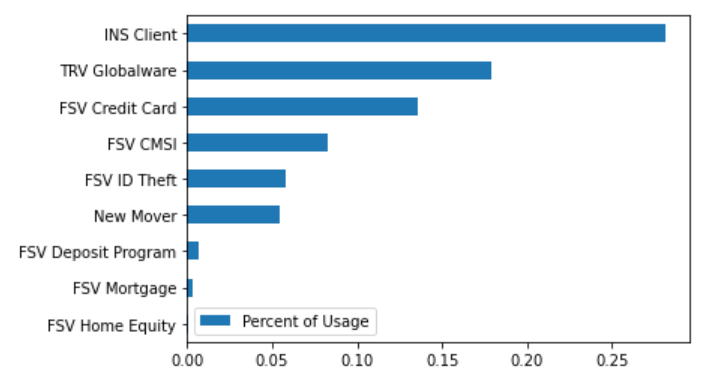 INS Client
TRV Globalware
FSV Credit Card
FSV CMSI
FSV ID Theft
New Mover
FSV Deposit Program
FSV Mortgage
FSV Home Equity
Percent of Usage
0.00 0.05 0.10 0.15 0.20 0.25